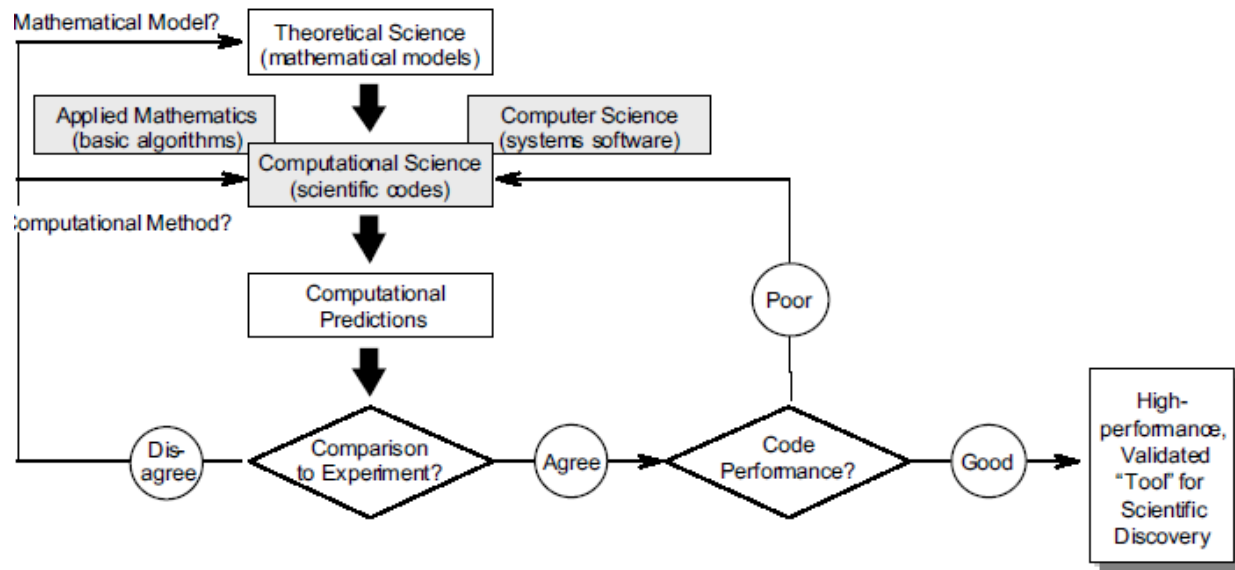 Mathematical Model?
Theoretical Science
(mathematical models)
Applied Mathematics
(basic algorithms)
Computer Science
(systems software)
Computational Science
(scientific codes)
omputational Method?
Computational
Predictions
Poor
Dis-
agree
Comparison
to Experiment?
Agree
Code
Performance?
Good
High-
performance,
Validated
“Tool” for
Scientific
Discovery